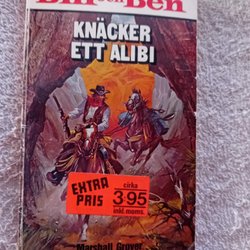 Bill och Ben
KNÄCKER
ETT ALIBI
EXTRA
PRIS
cirka
3·95
inkl. moms.
Marshall Grover